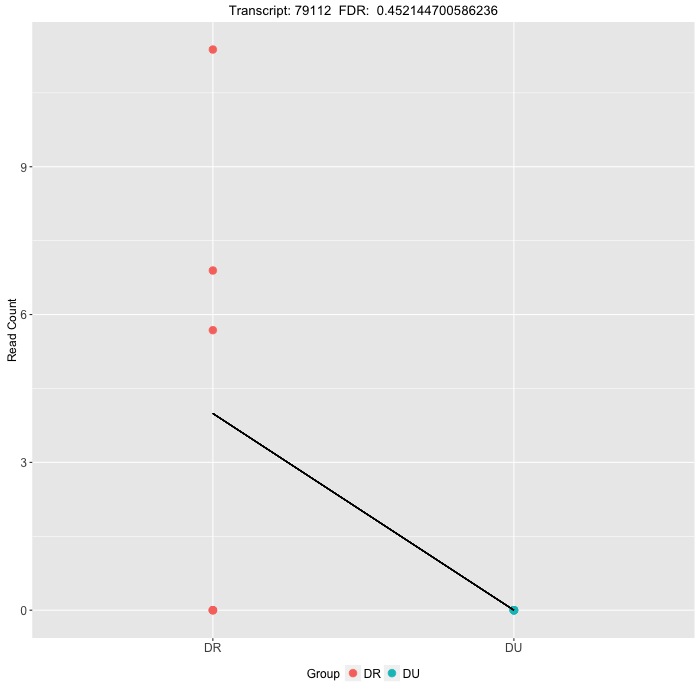 Transcript: 79112  FDR:  0.452144700586236
Read Count
9
6
3
0
DR
DU
Group DR DU